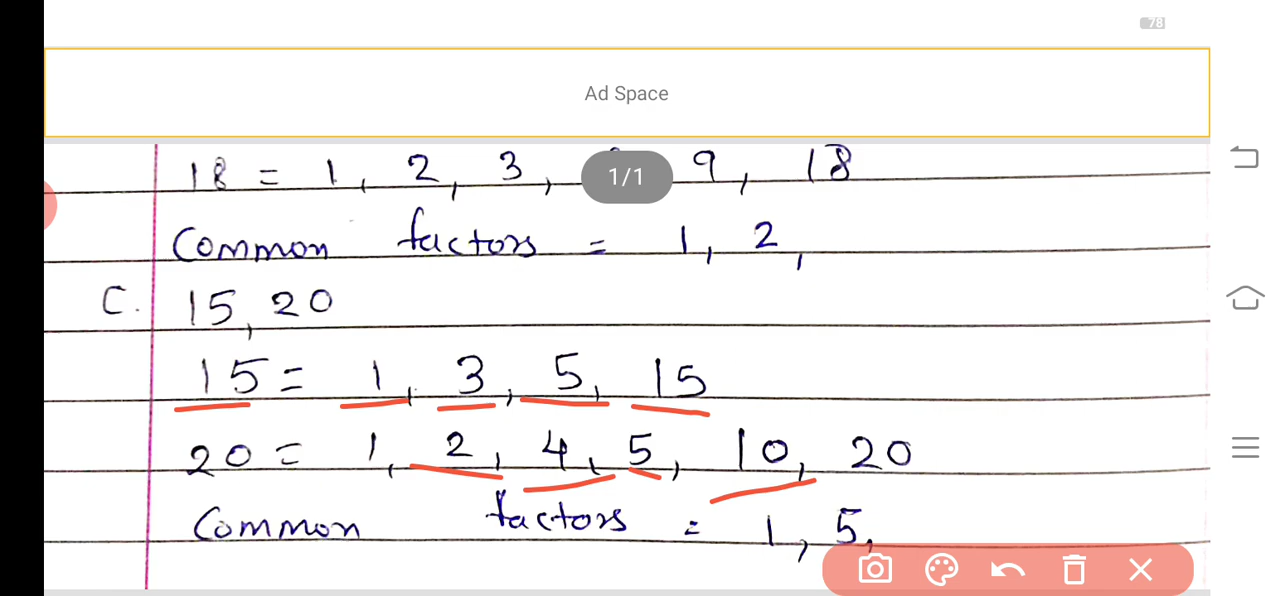 78
Ad Space
18 = 1, 2, 3, 9, 18
1/1
Common factors = 1, 2,
C. 15, 20
15 = 1, 3, 5, 15
20 = 1, 2, 4, 5, 10, 20
Common factors = 1, 5,